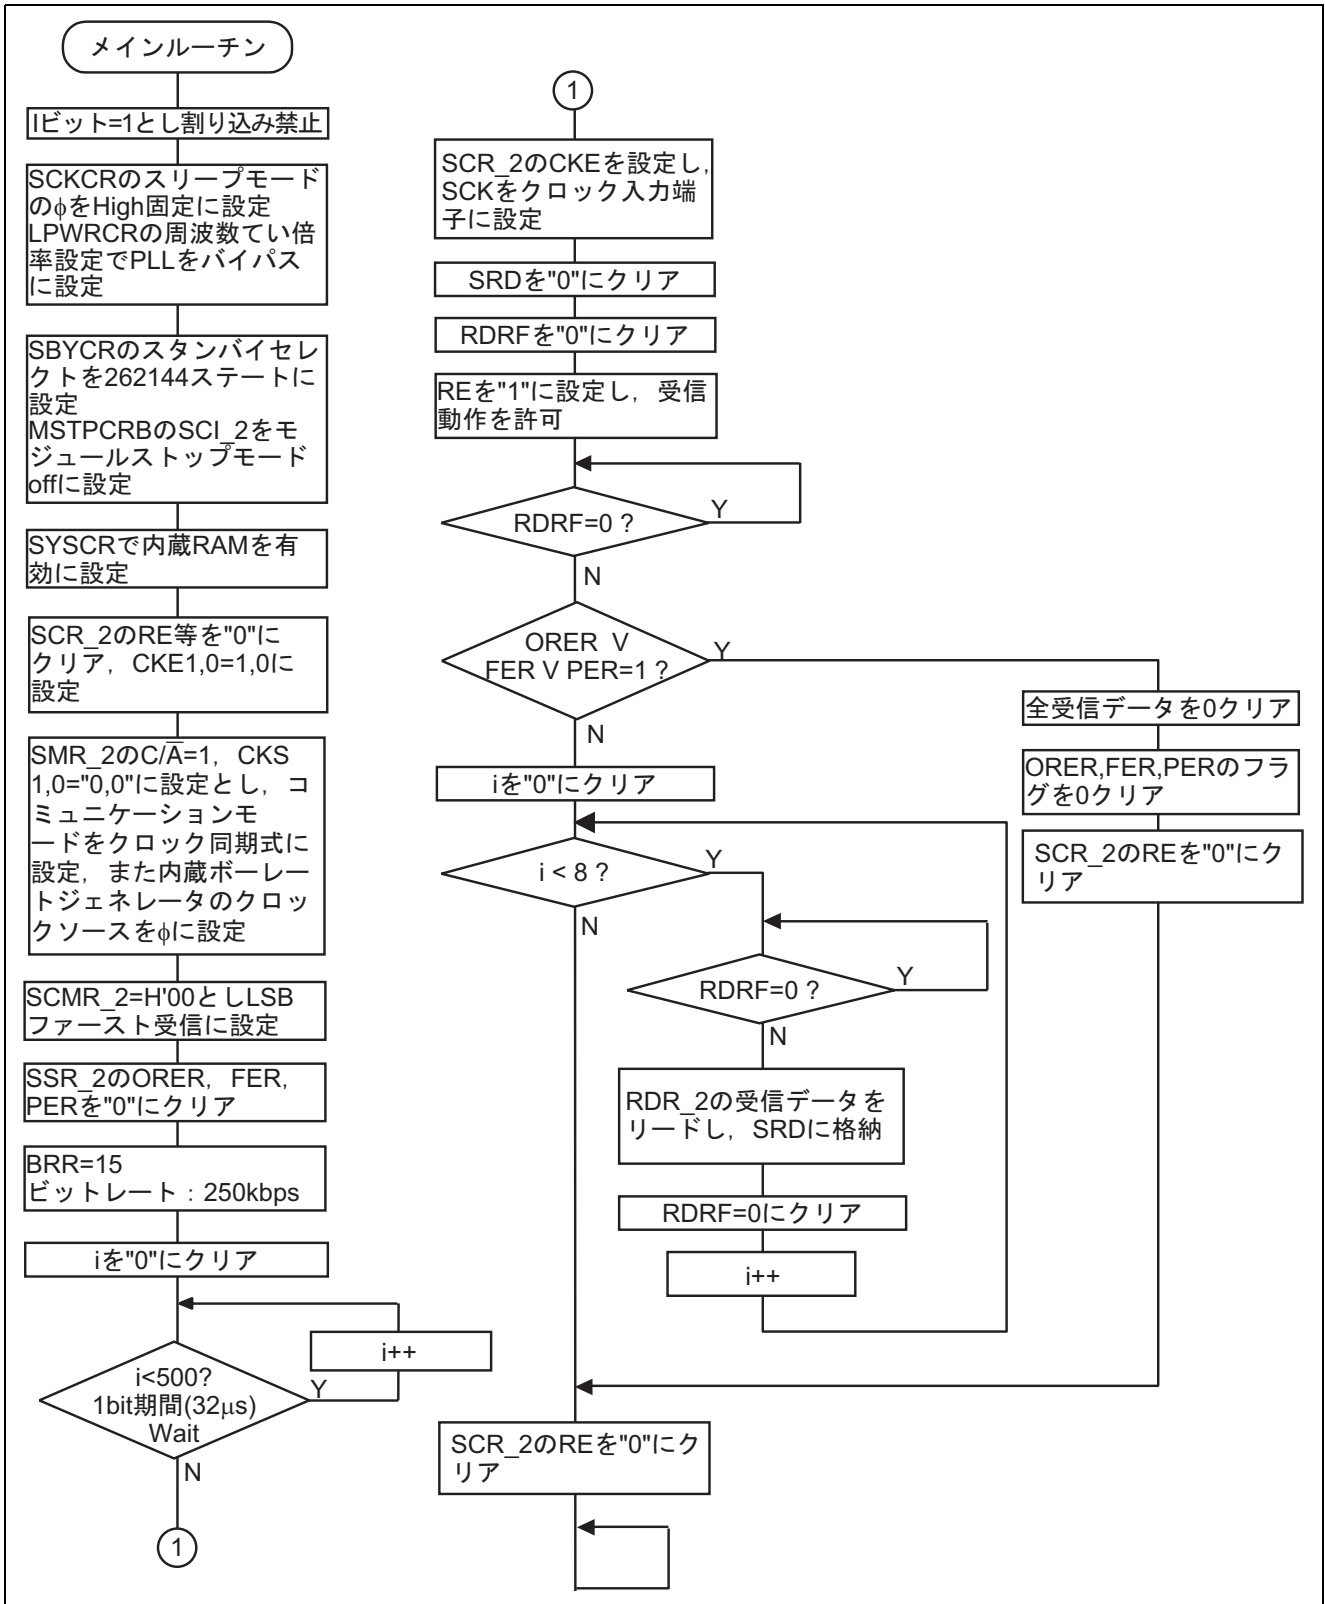 メインルーチン
Iビット=1とし割り込み禁止
SCKCRのスリープモード
のφをHigh固定に設定
LPWRCRの周波数てい倍
率設定でPLLをバイパス
に設定
SBYCRのスタンバイセレ
クトを262144ステートに
設定
MSTPCRBのSCI_2をモ
ジュールストップモード
offに設定
SYSCRで内蔵RAMを有
効に設定
SCR_2のRE等を"0"に
クリア，CKE1,0=1,0に
設定
SMR_2のC/A̅=1，CKS
1,0="0,0"に設定とし，コ
ミュニケーションモ
ードをクロック同期式に
設定，また内蔵ボーレー
トジェネレータのクロッ
クソースをφに設定
SCMR_2=H'00としLSB
ファースト受信に設定
SSR_2のORER，FER，
PERを"0"にクリア
BRR=15
ビットレート：250kbps
iを"0"にクリア
i++
i<500?
1bit期間(32μs)
Wait
Y
N
1
1
SCR_2のCKEを設定し，
SCKをクロック入力端
子に設定
SRDを"0"にクリア
RDRFを"0"にクリア
REを"1"に設定し，受信
動作を許可
RDRF=0 ?
Y
N
ORER V
FER V PER=1 ?
Y
N
iを"0"にクリア
i < 8 ?
Y
N
RDRF=0 ?
Y
N
RDR_2の受信データを
リードし，SRDに格納
RDRF=0にクリア
i++
全受信データを0クリア
ORER,FER,PERのフラ
グを0クリア
SCR_2のREを"0"にク
リア
SCR_2のREを"0"にク
リア